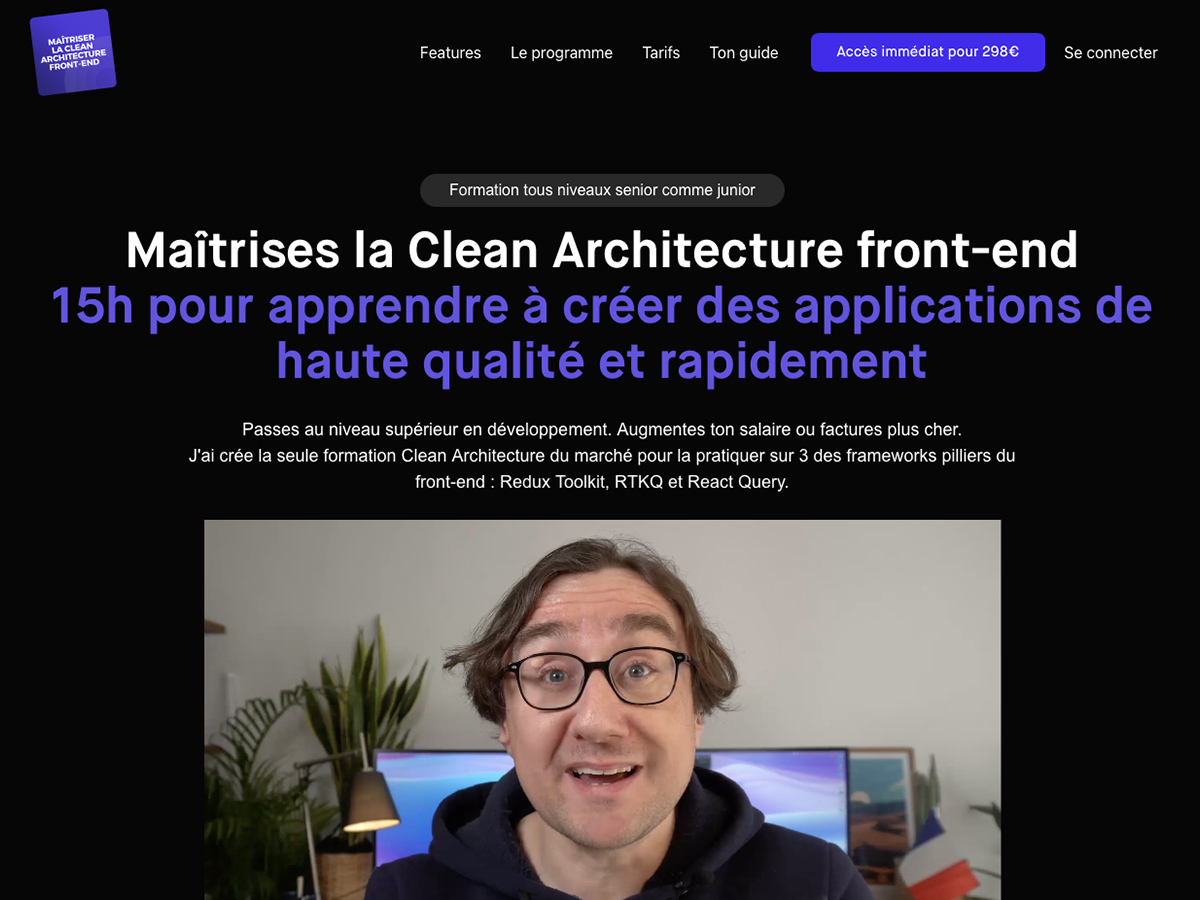 MAÎTRISER
LA CLEAN
ARCHITECTURE
FRONT-END
Features
Le programme
Tarifs
Ton guide
Accès immédiat pour 298€
Se connecter
Formation tous niveaux senior comme junior
Maîtrises la Clean Architecture front-end
15h pour apprendre à créer des applications de
haute qualité et rapidement
Passes au niveau supérieur en développement. Augmentes ton salaire ou factures plus cher.
J'ai crée la seule formation Clean Architecture du marché pour la pratiquer sur 3 des frameworks pilliers du
front-end : Redux Toolkit, RTKQ et React Query.